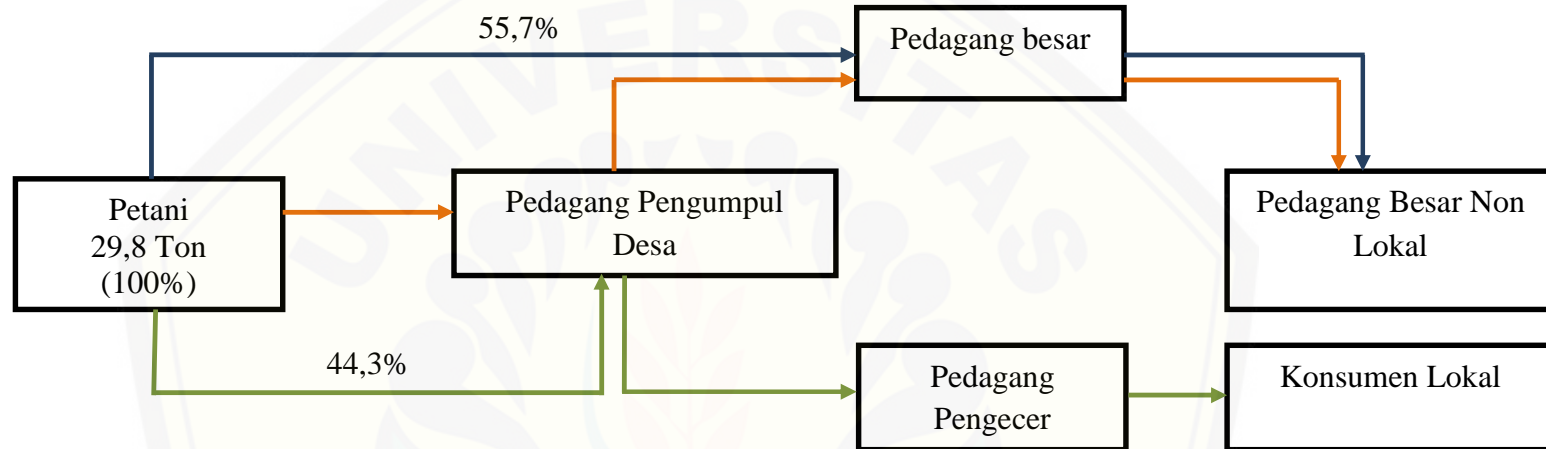 55,7%
Pedagang besar
Petani
29,8 Ton
(100%)
Pedagang Pengumpul
Desa
Pedagang Besar Non
Lokal
44,3%
Pedagang
Pengecer
Konsumen Lokal
UNIVERSITAS